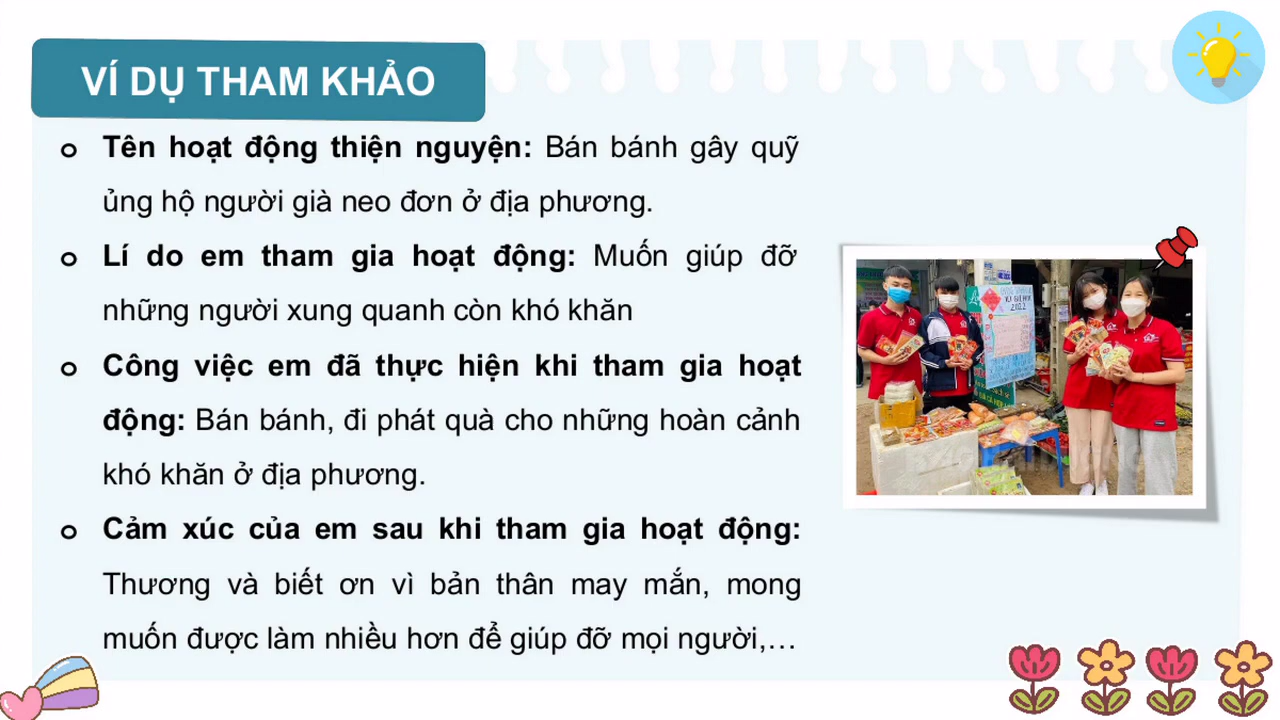 VÍ DỤ THAM KHẢO
Tên hoạt động thiện nguyện: Bán bánh gây quỹ
ủng hộ người già neo đơn ở địa phương.
Lí do em tham gia hoạt động: Muốn giúp đỡ
những người xung quanh còn khó khăn
Công việc em đã thực hiện khi tham gia hoạt
động: Bán bánh, đi phát quà cho những hoàn cảnh
khó khăn ở địa phương.
Cảm xúc của em sau khi tham gia hoạt động:
Thương và biết ơn vì bản thân may mắn, mong
muốn được làm nhiều hơn để giúp đỡ mọi người,...
2022